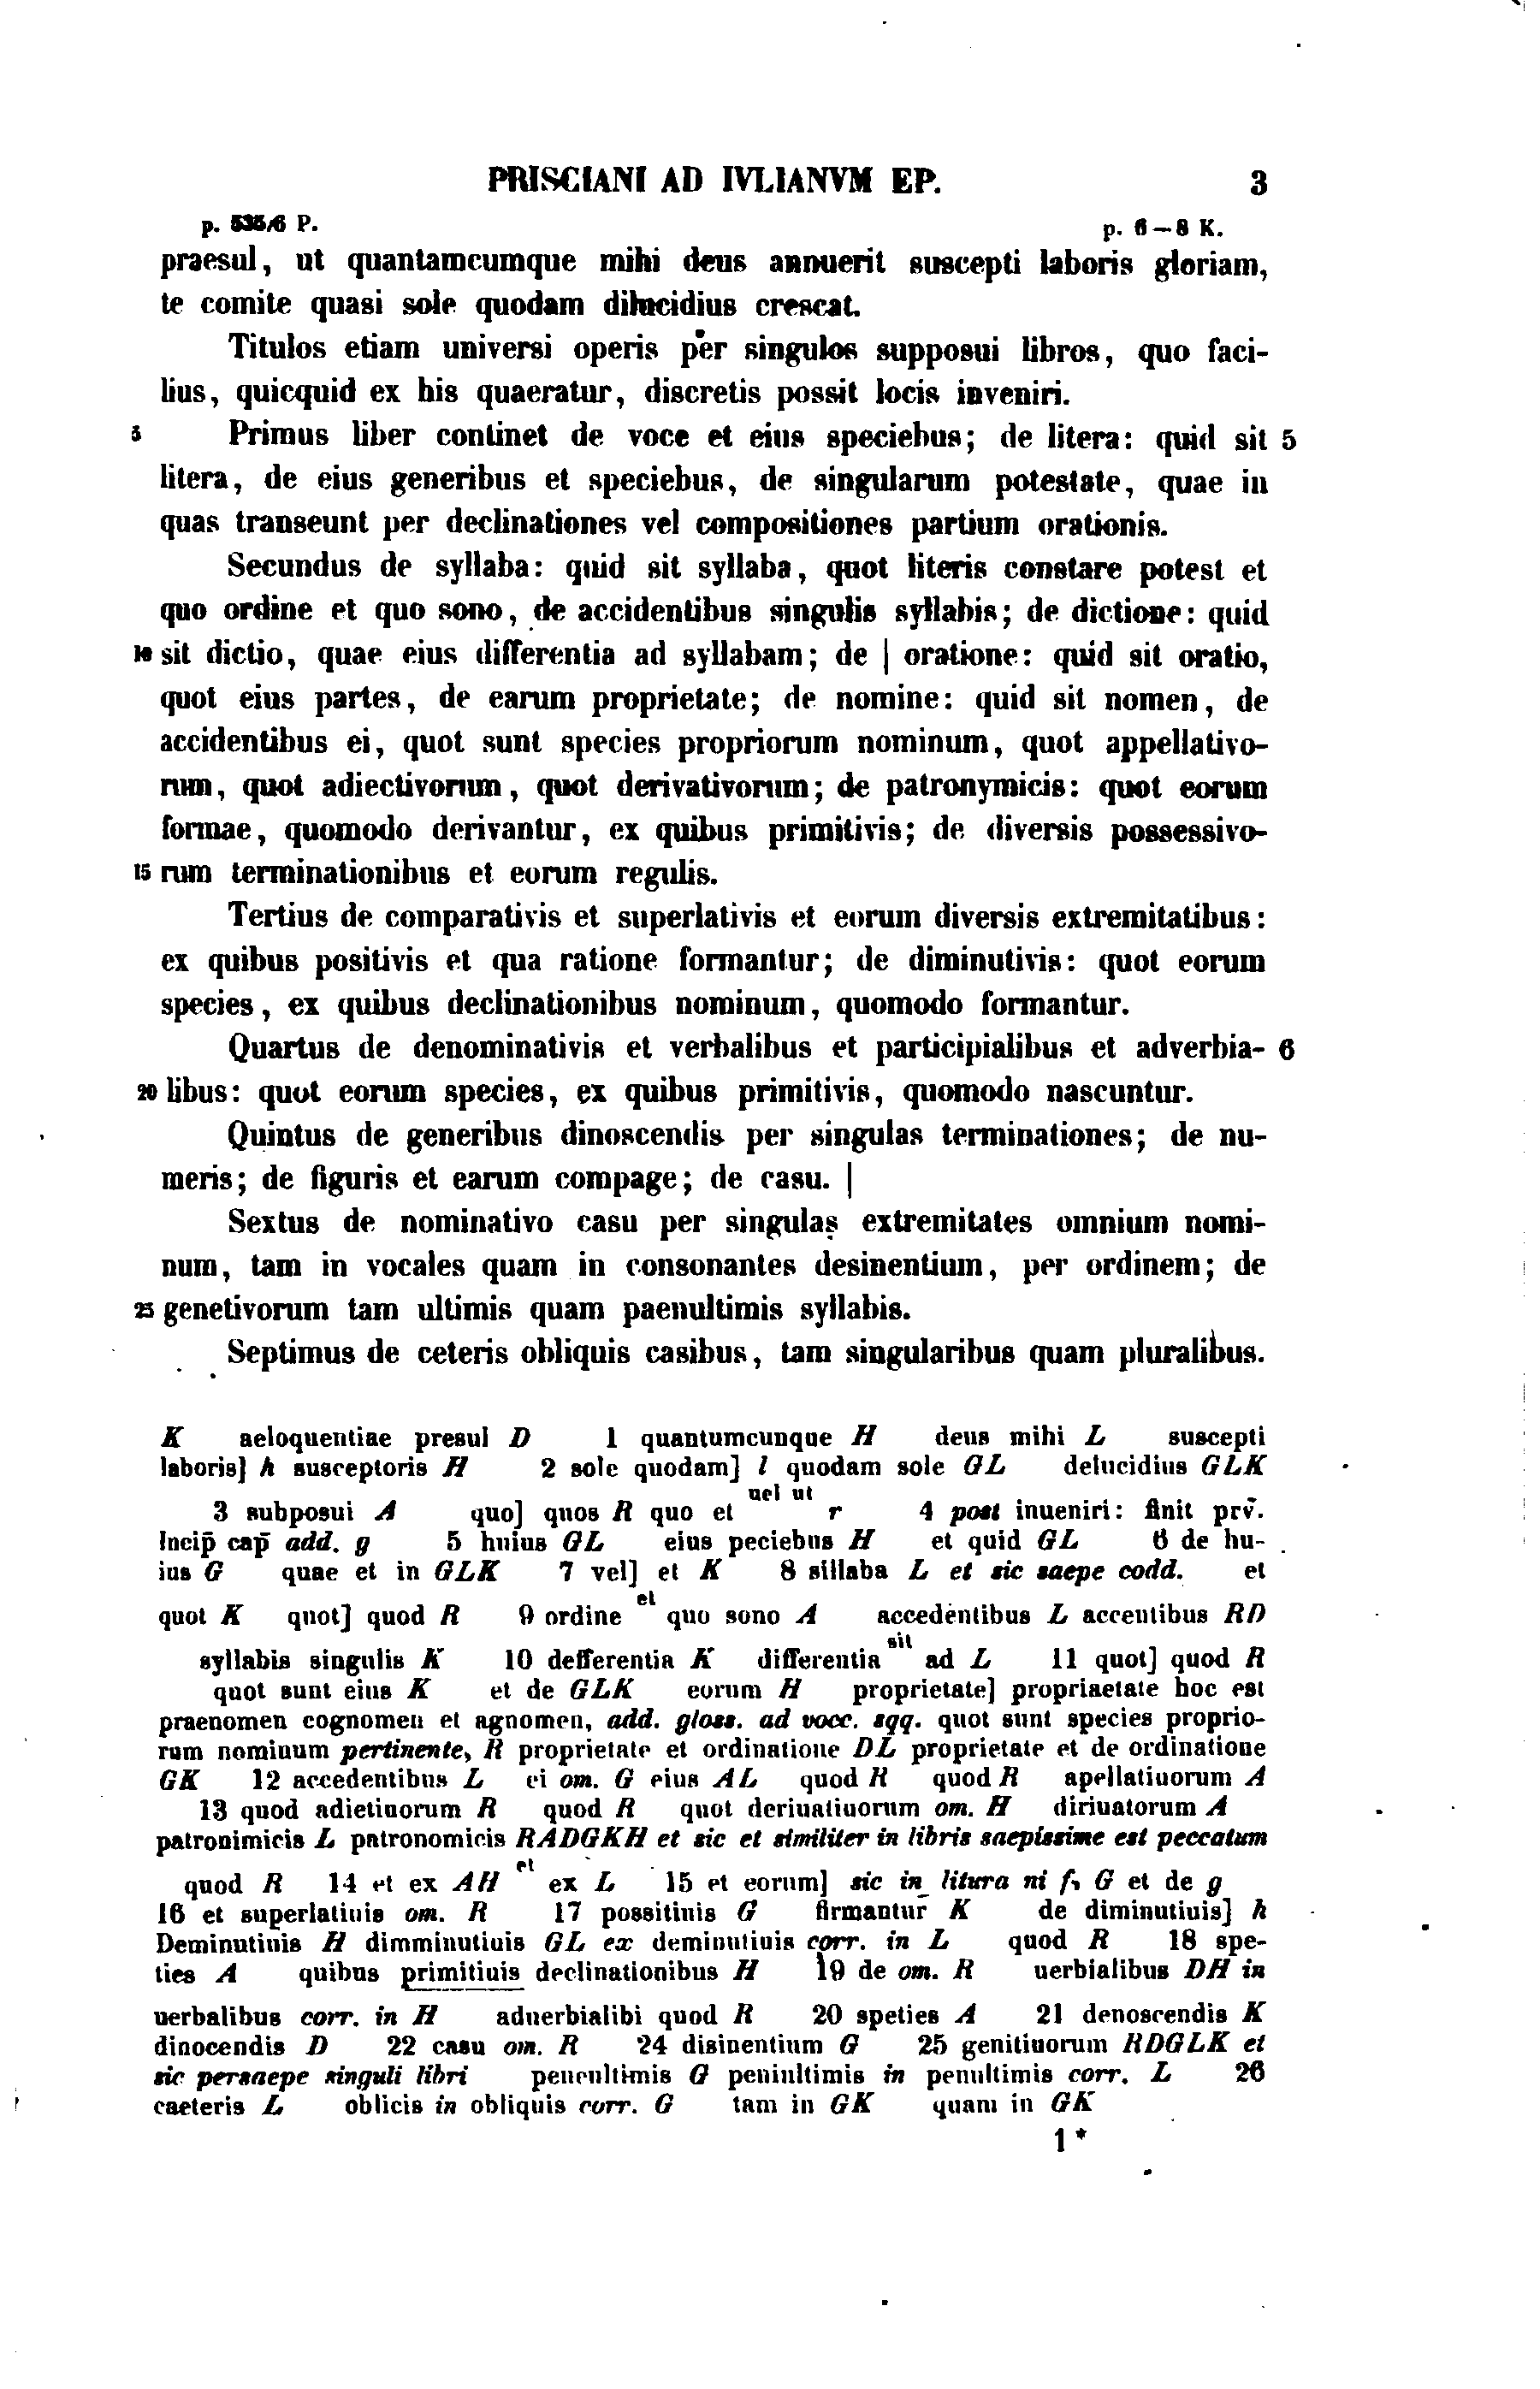 PRISCIANI AD IVLIANVM EP. 3
p. 535/6 P. p. 6—8 K.
praesul, ut quantamcumque mihi deus annuerit suscepti laboris gloriam,
te comite quasi sole quodam dilucidius crescat.
Titulos etiam universi operis per singulos supposui libros, quo faci-
lius, quicquid ex his quaeratur, discretis possit locis inveniri.
5 Primus liber continet de voce et eius speciebus; de litera: quid sit 5
litera, de eius generibus et speciebus, de singularum potestate, quae in
quas transeunt per declinationes vel compositiones partium orationis.
Secundus de syllaba: quid sit syllaba, quot literis constare potest et
quo ordine et quo sono, de accidentibus singulis syllabis; de dictione: quid
10 sit dictio, quae eius differentia ad syllabam; de | oratione: quid sit oratio,
quot eius partes, de earum proprietate; de nomine: quid sit nomen, de
accidentibus ei, quot sunt species propriorum nominum, quot appellativo-
rum, quot adiectivorum, quot derivativorum; de patronymicis: quot eorum
formae, quomodo derivantur, ex quibus primitivis; de diversis possessivo-
15 rum terminationibus et eorum regulis.
Tertius de comparativis et superlativis et eorum diversis extremitatibus:
ex quibus positivis et qua ratione formantur; de diminutivis: quot eorum
species, ex quibus declinationibus nominum, quomodo formantur.
Quartus de denominativis et verbalibus et participialibus et adverbia- 6
20 libus: quot eorum species, ex quibus primitivis, quomodo nascuntur.
Quintus de generibus dinoscendis per singulas terminationes; de nu-
meris; de figuris et earum compage; de casu. |
Sextus de nominativo casu per singulas extremitates omnium nomi-
num, tam in vocales quam in consonantes desinentium, per ordinem; de
25 genetivorum tam ultimis quam paenultimis syllabis.
Septimus de ceteris obliquis casibus, tam singularibus quam pluralibus.
K aeloquentiae presul D 1 quantumcunque H deus mihi L suscepti
laboris] h susceptoris H 2 sole quodam] l quodam sole GL delucidius GLK
uel ut
3 subposui A quo] quos R quo et r 4 post inueniri: finit prv̄.
Incip̄ cap̄ add. g 5 huius GL eius peciebus H et quid GL 6 de hu-
ius G quae et in GLK 7 vel] et K 8 sillaba L et sic saepe codd. et
et
quot K quot] quod R 9 ordine quo sono A accedentibus L accentibus RD
sit
syllabis singulis K 10 defferentia K differentia ad L 11 quot] quod R
quot sunt eius K et de GLK eorum H proprietate] propriaetate hoc est
praenomen cognomen et agnomen, add. gloss. ad vocc. sqq. quot sunt species proprio-
rum nominum pertinente, R proprietate et ordinatione DL proprietate et de ordinatione
GK 12 accedentibus L ei om. G eius AL quod R quod R apellatiuorum A
13 quod adietiuorum R quod R quot deriuatiuorum om. H diriuatorum A
patronimicis L patronomicis RADGKH et sic et similiter in libris saepissime est peccatum
et
quod R 14 et ex AH ex L 15 et eorum] sic in litura ni f. G et de g
16 et superlatiuis om. R 17 possitiuis G firmantur K de diminutiuis] h
Deminutiuis H dimminutiuis GL ex deminutiuis corr. in L quod R 18 spe-
ties A quibus primitiuis declinationibus H 19 de om. R uerbialibus DH in
uerbalibus corr. in H aduerbialibi quod R 20 speties A 21 denoscendis K
dinocendis D 22 casu om. R 24 disinentium G 25 genitiuorum RDGLK et
sic persaepe singuli libri penenultimis G peniultimis in penultimis corr. L 26
caeteris L oblicis in obliquis corr. G tam in GK quam in GK
1*